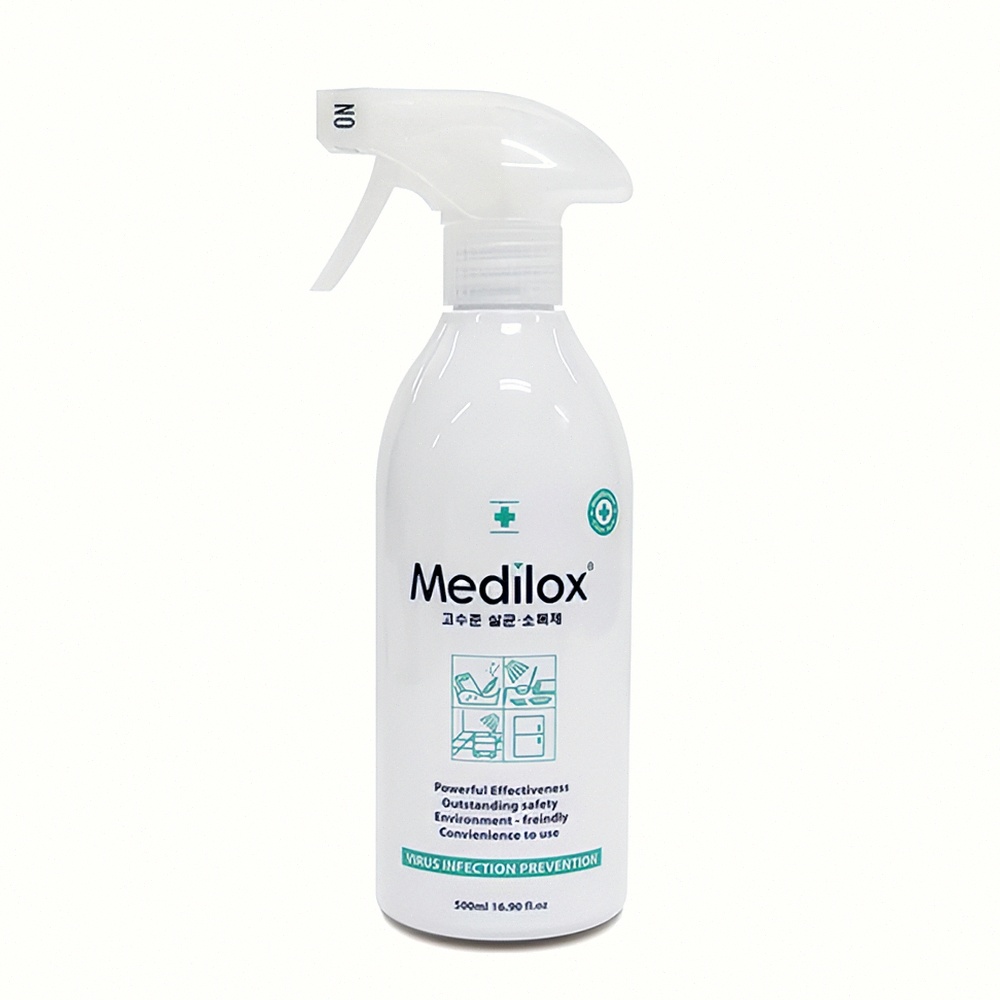 ON
Medilox®
고수준 살균·소독제
Powerful Effectiveness
Outstanding safety
Environment - freindly
Convienience to use
VIRUS INFECTION PREVENTION
500ml 16.90 fl.oz